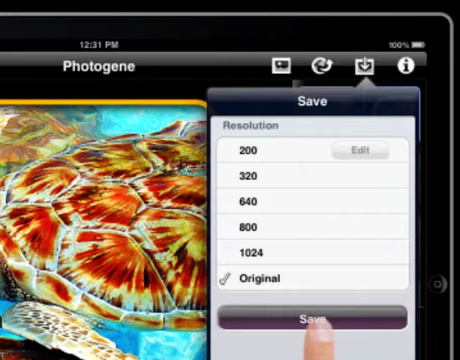 12:31 PM
100%
Photogene
Save
Resolution
200
Edit
320
640
800
1024
Original
Save